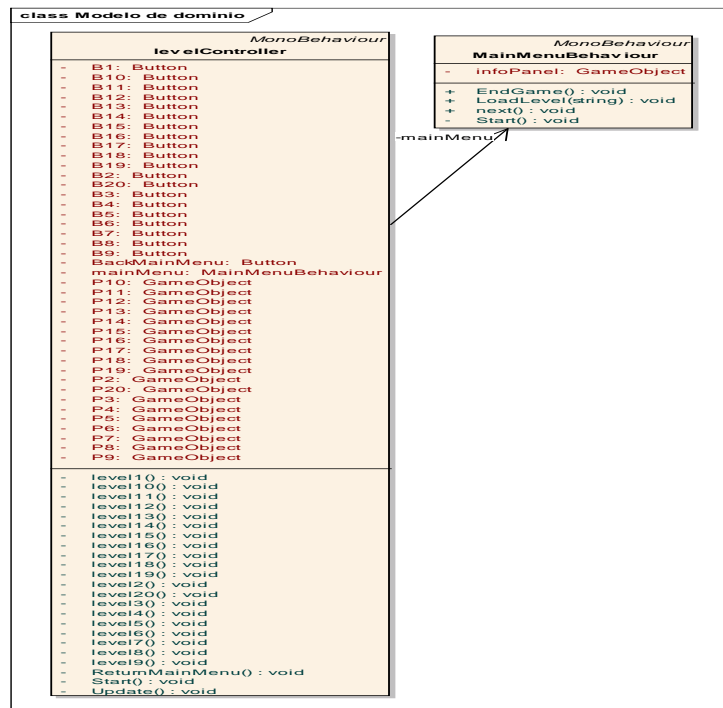 class Modelo de dominio
MonoBehaviour
levelController
- B1: Button
- B10: Button
- B11: Button
- B12: Button
- B13: Button
- B14: Button
- B15: Button
- B16: Button
- B17: Button
- B18: Button
- B19: Button
- B2: Button
- B20: Button
- B3: Button
- B4: Button
- B5: Button
- B6: Button
- B7: Button
- B8: Button
- B9: Button
- BackMainMenu: Button
- mainMenu: MainMenuBehaviour
- P10: GameObject
- P11: GameObject
- P12: GameObject
- P13: GameObject
- P14: GameObject
- P15: GameObject
- P16: GameObject
- P17: GameObject
- P18: GameObject
- P19: GameObject
- P2: GameObject
- P20: GameObject
- P3: GameObject
- P4: GameObject
- P5: GameObject
- P6: GameObject
- P7: GameObject
- P8: GameObject
- P9: GameObject
- level1() : void
- level10() : void
- level11() : void
- level12() : void
- level13() : void
- level14() : void
- level15() : void
- level16() : void
- level17() : void
- level18() : void
- level19() : void
- level2() : void
- level20() : void
- level3() : void
- level4() : void
- level5() : void
- level6() : void
- level7() : void
- level8() : void
- level9() : void
- ReturnMainMenu() : void
- Start() : void
- Update() : void
MonoBehaviour
MainMenuBehaviour
- infoPanel: GameObject
+ EndGame() : void
+ LoadLevel(string) : void
+ next() : void
- Start() : void
-mainMenu